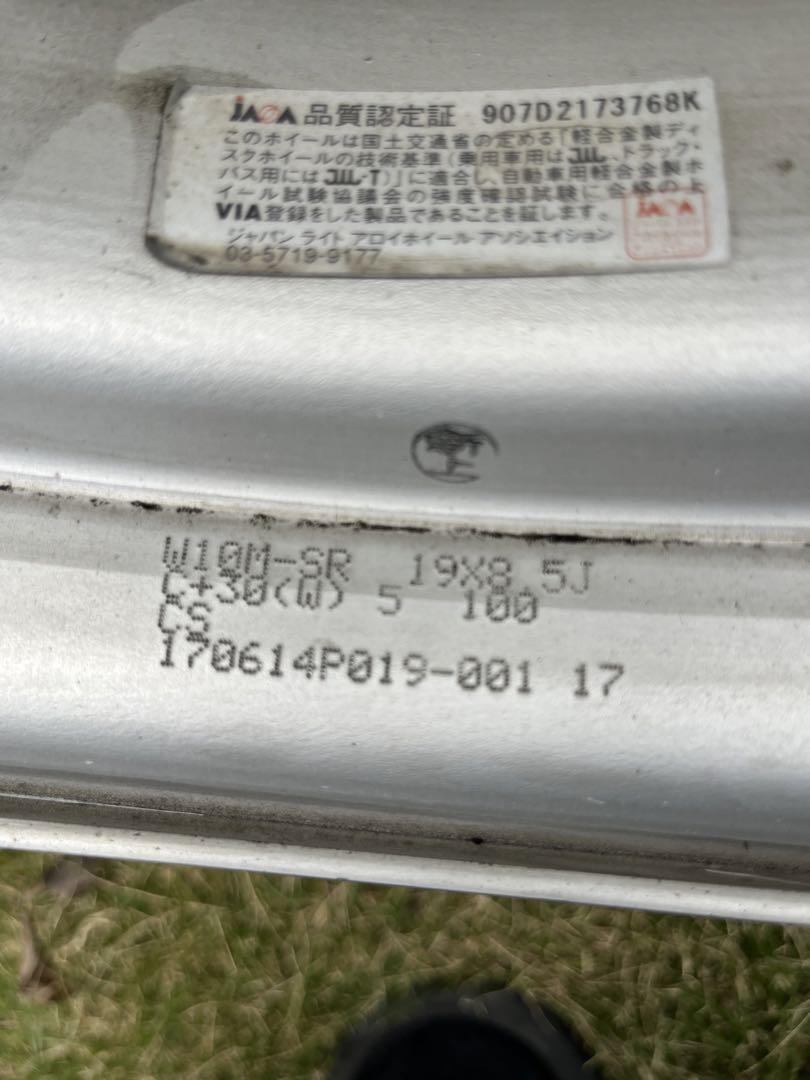 JAWA 品質認定証 907D2173768K
このホイールは国土交通省の定める「軽合金製ディ
スクホイールの技術基準(乗用車用はJWL、トラック・
バス用にはJWL-T)」に適合し、自動車用軽合金製ホ
イール試験協議会の強度確認試験に合格の上
VIA登録をした製品であることを証します。
ジャパン ライト アロイホイール アソシエイション
03-5719-9177
JAWA
W10M-SR 19X8.5J
C+30(W) 5 100
CS
170614P019-001 17